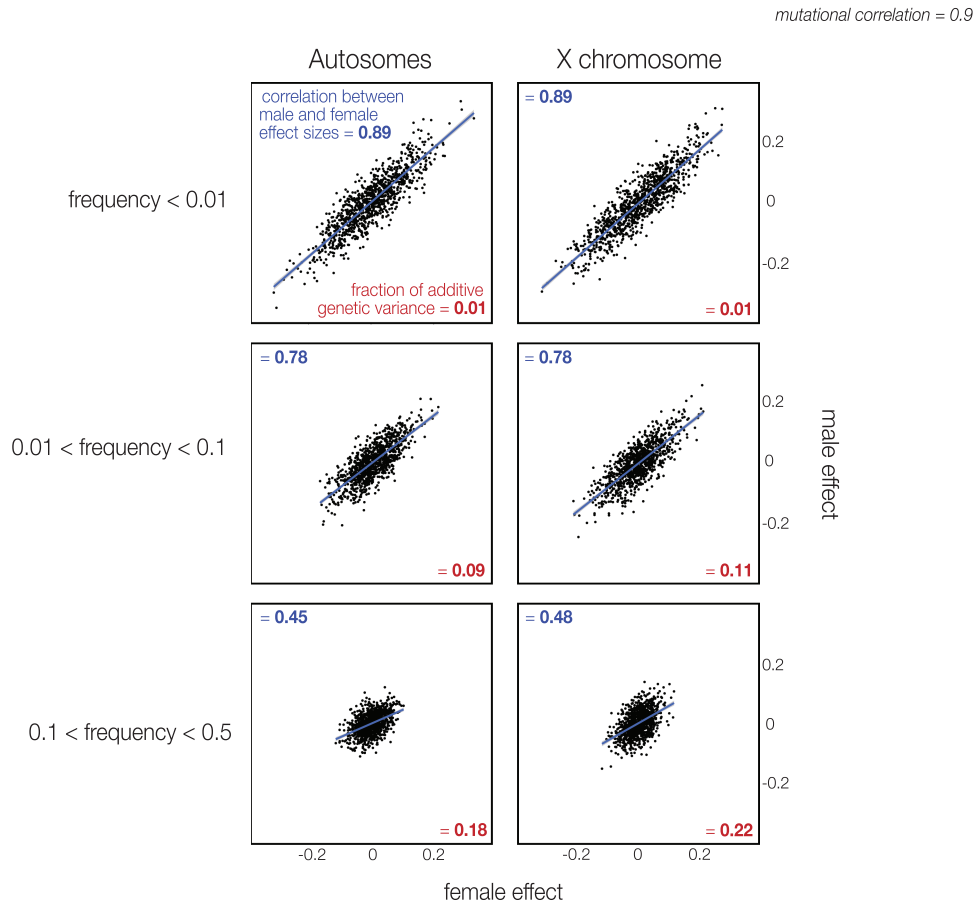 mutational correlation = 0.9
Autosomes
X chromosome
frequency < 0.01
correlation between
male and female
effect sizes = 0.89
fraction of additive
genetic variance = 0.01
= 0.89
= 0.01
0.2
0
-0.2
0.01 < frequency < 0.1
= 0.78
= 0.09
= 0.78
= 0.11
0.2
0
-0.2
male effect
0.1 < frequency < 0.5
= 0.45
= 0.18
= 0.48
= 0.22
0.2
0
-0.2
-0.2 0 0.2
-0.2 0 0.2
female effect